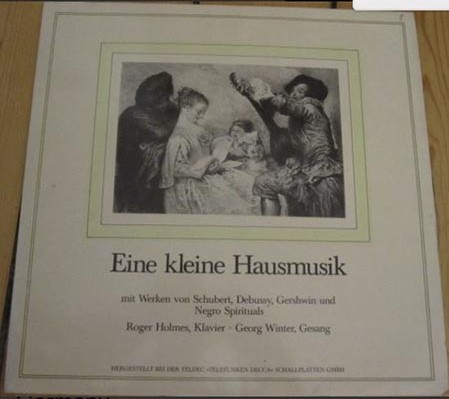 Eine kleine Hausmusik
mit Werken von Schubert, Debussy, Gershwin und
Negro Spirituals
Roger Holmes, Klavier · Georg Winter, Gesang
HERGESTELLT BEI DER TELDEC »TELEFUNKEN DECCA« SCHALLPLATTEN GMBH